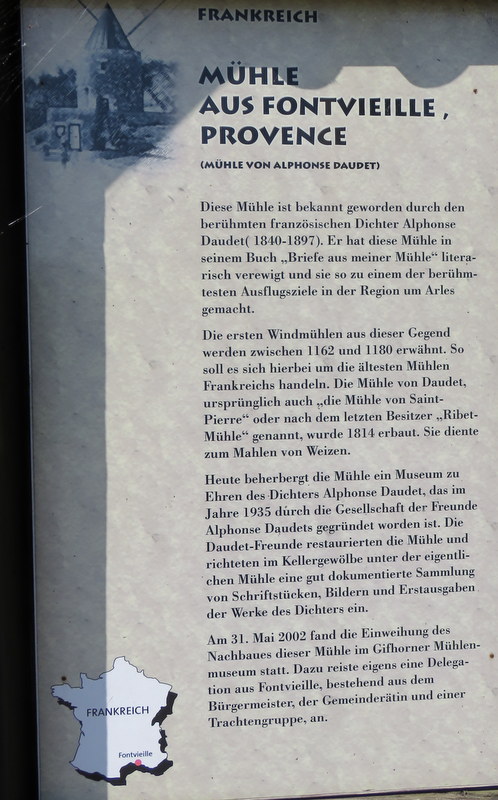 FRANKREICH
MÜHLE
AUS FONTVIEILLE ,
PROVENCE
(MÜHLE VON ALPHONSE DAUDET)
Diese Mühle ist bekannt geworden durch den
berühmten französischen Dichter Alphonse
Daudet( 1840-1897). Er hat diese Mühle in
seinem Buch „Briefe aus meiner Mühle“ litera-
risch verewigt und sie so zu einem der berühm-
testen Ausflugsziele in der Region um Arles
gemacht.
Die ersten Windmühlen aus dieser Gegend
werden zwischen 1162 und 1180 erwähnt. So
soll es sich hierbei um die ältesten Mühlen
Frankreichs handeln. Die Mühle von Daudet,
ursprünglich auch „die Mühle von Saint-
Pierre“ oder nach dem letzten Besitzer „Ribet-
Mühle“ genannt, wurde 1814 erbaut. Sie diente
zum Mahlen von Weizen.
Heute beherbergt die Mühle ein Museum zu
Ehren des Dichters Alphonse Daudet, das im
Jahre 1935 durch die Gesellschaft der Freunde
Alphonse Daudets gegründet worden ist. Die
Daudet-Freunde restaurierten die Mühle und
richteten im Kellergewölbe unter der eigentli-
chen Mühle eine gut dokumentierte Sammlung
von Schriftstücken, Bildern und Erstausgaben
der Werke des Dichters ein.
Am 31. Mai 2002 fand die Einweihung des
Nachbaues dieser Mühle im Gifhorner Mühlen-
museum statt. Dazu reiste eigens eine Delega-
tion aus Fontvieille, bestehend aus dem
Bürgermeister, der Gemeinderätin und einer
Trachtengruppe, an.
FRANKREICH
Fontvieille